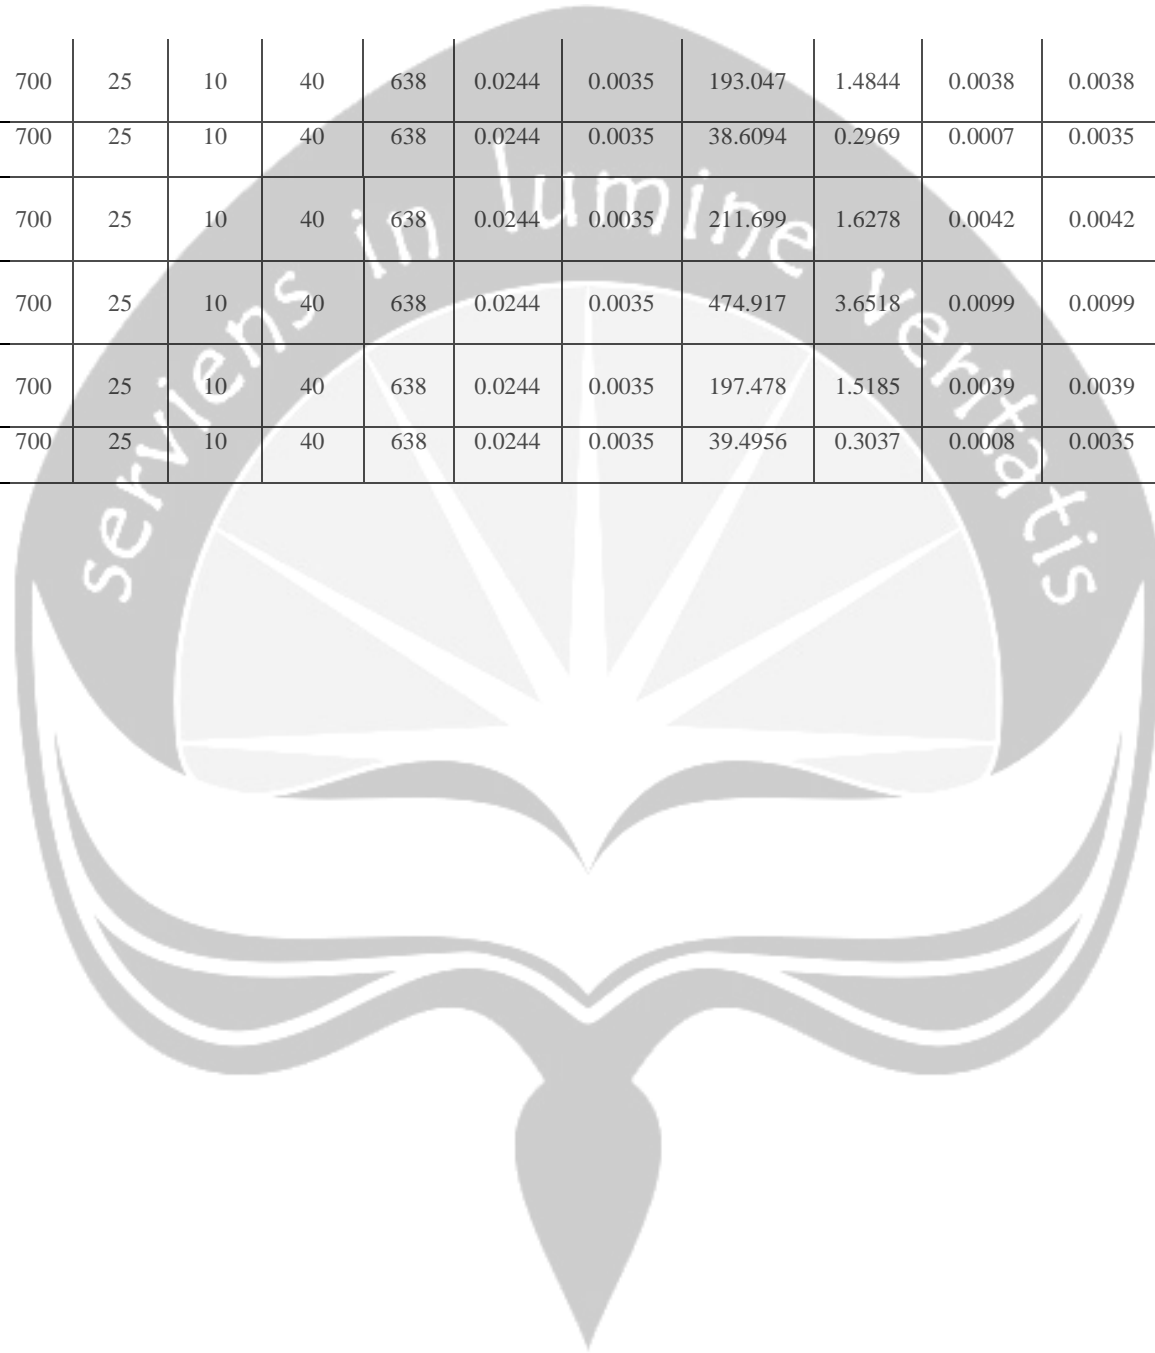 700 25 10 40 638 0.0244 0.0035 193.047 1.4844 0.0038 0.0038
700 25 10 40 638 0.0244 0.0035 38.6094 0.2969 0.0007 0.0035
700 25 10 40 638 0.0244 0.0035 211.699 1.6278 0.0042 0.0042
700 25 10 40 638 0.0244 0.0035 474.917 3.6518 0.0099 0.0099
700 25 10 40 638 0.0244 0.0035 197.478 1.5185 0.0039 0.0039
700 25 10 40 638 0.0244 0.0035 39.4956 0.3037 0.0008 0.0035
serviens in lumine veritatis